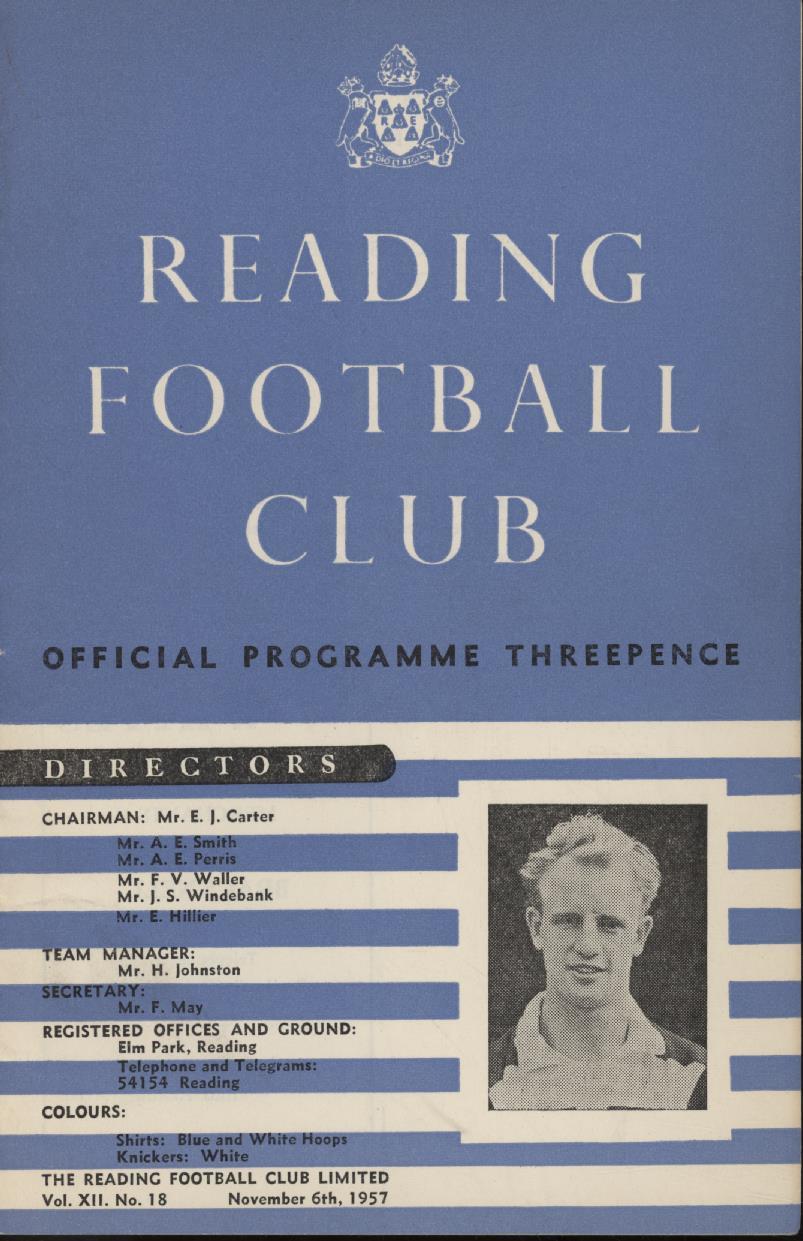 R E
READING
FOOTBALL
CLUB
OFFICIAL PROGRAMME THREEPENCE
DIRECTORS
CHAIRMAN: Mr. E. J. Carter
Mr. A. E. Smith
Mr. A. E. Perris
Mr. F. V. Waller
Mr. J. S. Windebank
Mr. E. Hillier
TEAM MANAGER:
Mr. H. Johnston
SECRETARY:
Mr. F. May
REGISTERED OFFICES AND GROUND:
Elm Park, Reading
Telephone and Telegrams:
54154 Reading
COLOURS:
Shirts: Blue and White Hoops
Knickers: White
THE READING FOOTBALL CLUB LIMITED
Vol. XII. No. 18 November 6th, 1957